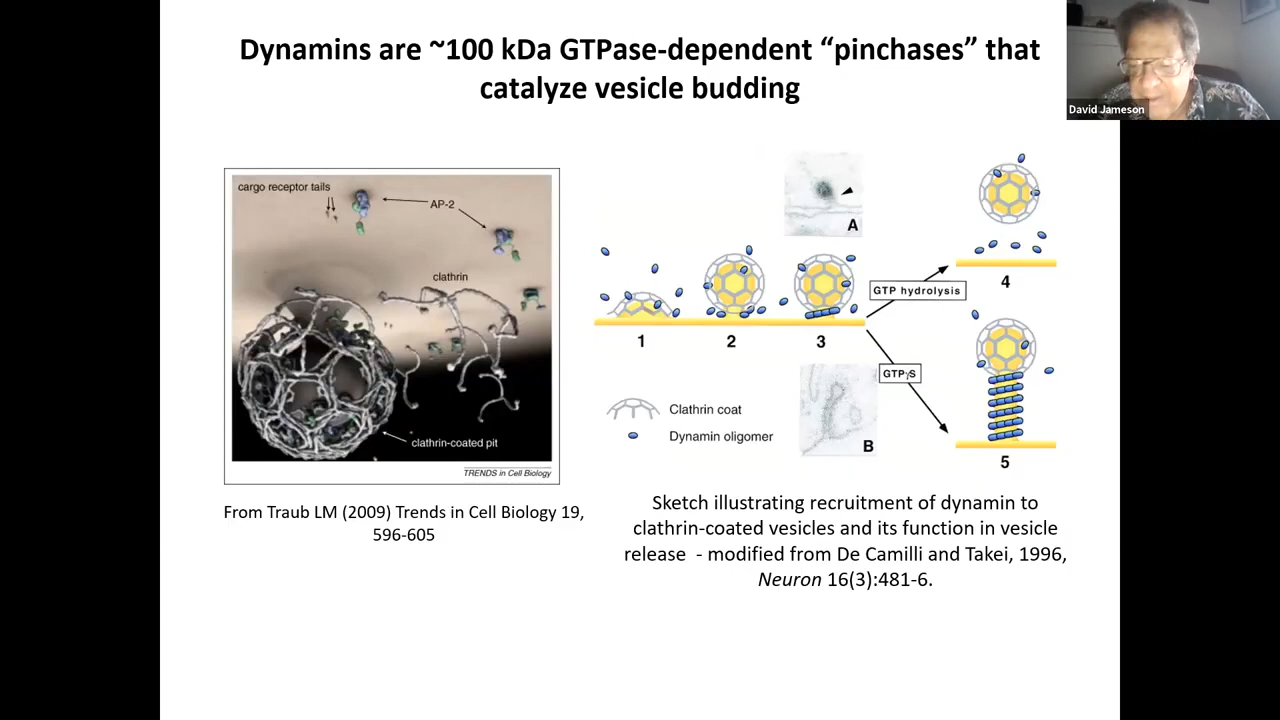 Dynamins are ~100 kDa GTPase-dependent “pinchases” that
catalyze vesicle budding
David Jameson
cargo receptor tails
AP-2
clathrin
clathrin-coated pit
TRENDS in Cell Biology
From Traub LM (2009) Trends in Cell Biology 19,
596-605
A
GTP hydrolysis
4
1
2
3
GTPγS
Clathrin coat
Dynamin oligomer
B
5
Sketch illustrating recruitment of dynamin to
clathrin-coated vesicles and its function in vesicle
release - modified from De Camilli and Takei, 1996,
Neuron 16(3):481-6.